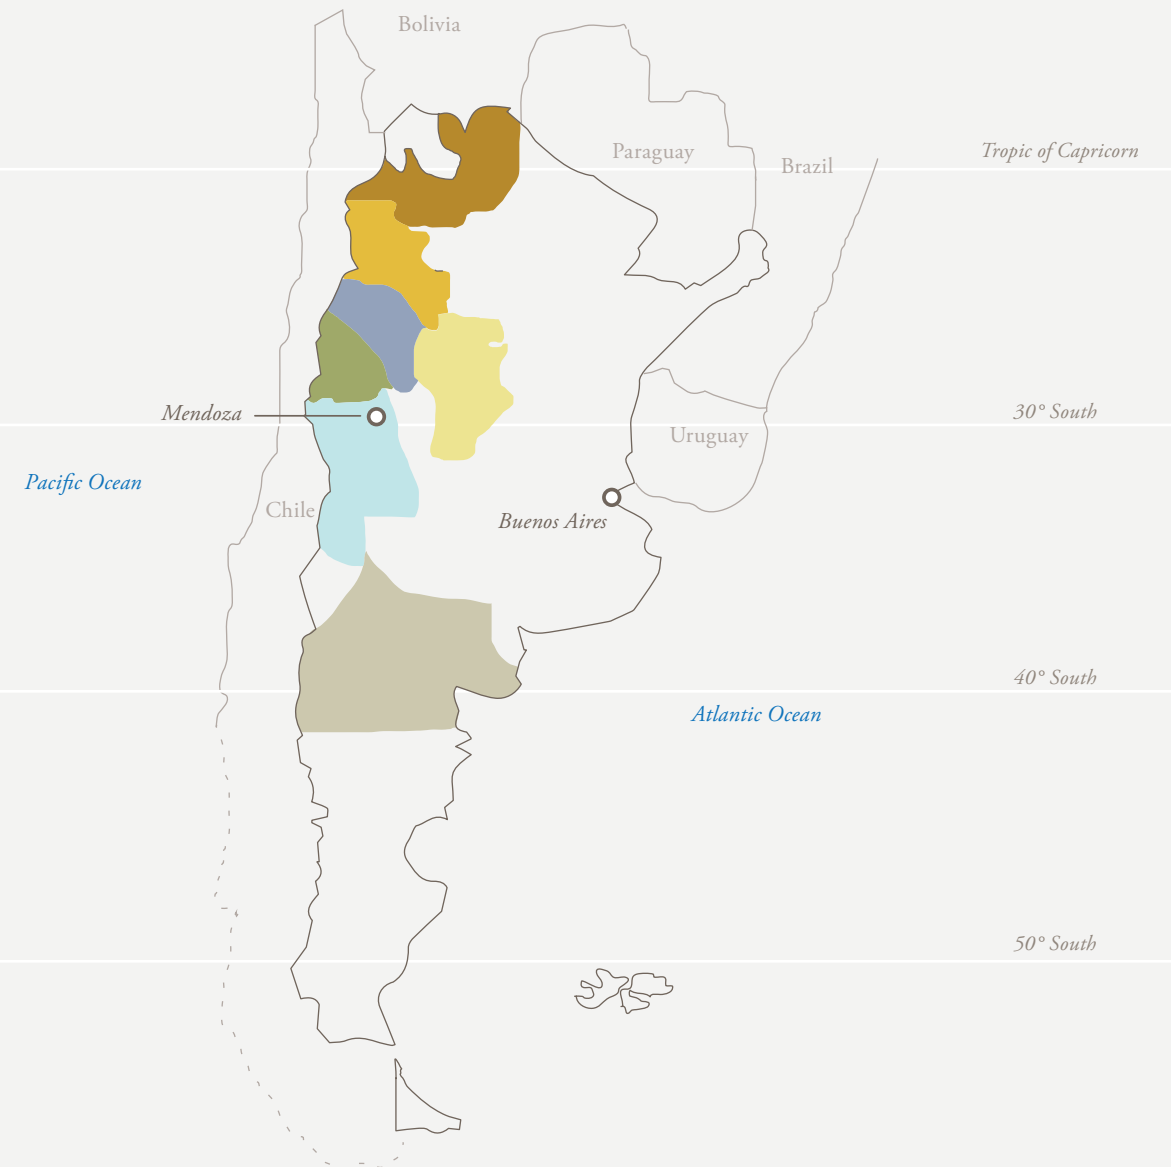 Bolivia
Paraguay
Tropic of Capricorn
Brazil
Mendoza
30° South
Uruguay
Pacific Ocean
Chile
Buenos Aires
40° South
Atlantic Ocean
50° South